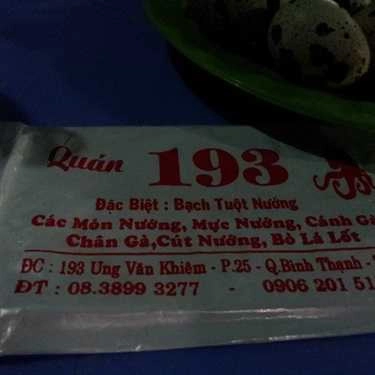 Quán 193
Đặc Biệt : Bạch Tuột Nướng
Các Món Nướng, Mực Nướng, Cánh Gà
Chân Gà,Cút Nướng, Bò Lá Lốt
ĐC : 193 Ung Văn Khiêm - P.25 - Q.Bình Thạnh -
ĐT : 08.3899 3277 - 0906 201 51